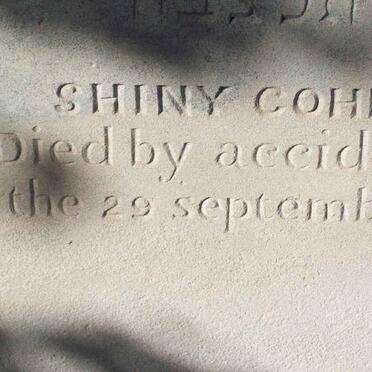 SHINY COH
Died by accid
the 29 septemb